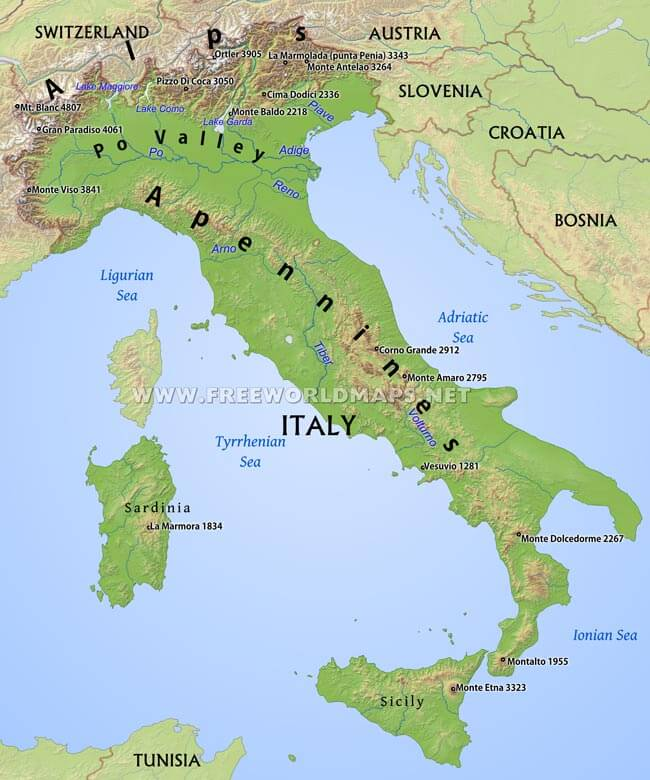 SWITZERLAND
AUSTRIA
Alps
Ortler 3905
La Marmolada (punta Penia) 3343
Monte Antelao 3264
SLOVENIA
Lake Maggiore
Pizzo Di Coca 3050
Cima Dodici 2336
Mt. Blanc 4807
Lake Como
Lake Garda
Monte Baldo 2218
Piave
Gran Paradiso 4061
CROATIA
Po Valley
Po
Adige
Monte Viso 3841
Reno
Apennines
BOSNIA
Arno
Ligurian
Sea
Adriatic
Sea
Tiber
Corno Grande 2912
Monte Amaro 2795
WWW.FREEWORLDMAPS.NET
ITALY
Volturno
Tyrrhenian
Sea
Vesuvio 1281
Sardinia
La Marmora 1834
Monte Dolcedorme 2267
Ionian Sea
Montalto 1955
Monte Etna 3323
Sicily
TUNISIA